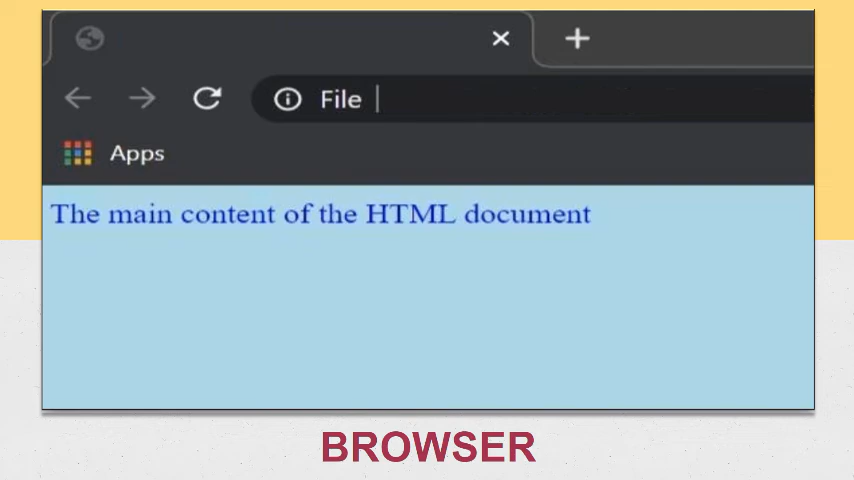 File
Apps
The main content of the HTML document
BROWSER